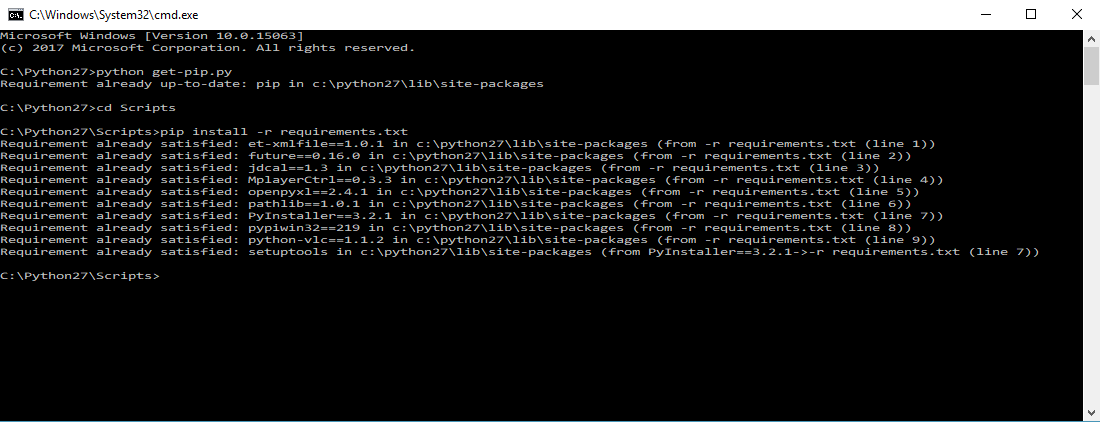 C:\Windows\System32\cmd.exe
Microsoft Windows [Version 10.0.15063]
(c) 2017 Microsoft Corporation. All rights reserved.
C:\Python27>python get-pip.py
Requirement already up-to-date: pip in c:\python27\lib\site-packages
C:\Python27>cd Scripts
C:\Python27\Scripts>pip install -r requirements.txt
Requirement already satisfied: et-xmlfile==1.0.1 in c:\python27\lib\site-packages (from -r requirements.txt (line 1))
Requirement already satisfied: future==0.16.0 in c:\python27\lib\site-packages (from -r requirements.txt (line 2))
Requirement already satisfied: jdcal==1.3 in c:\python27\lib\site-packages (from -r requirements.txt (line 3))
Requirement already satisfied: MplayerCtrl==0.3.3 in c:\python27\lib\site-packages (from -r requirements.txt (line 4))
Requirement already satisfied: openpyxl==2.4.1 in c:\python27\lib\site-packages (from -r requirements.txt (line 5))
Requirement already satisfied: pathlib==1.0.1 in c:\python27\lib\site-packages (from -r requirements.txt (line 6))
Requirement already satisfied: PyInstaller==3.2.1 in c:\python27\lib\site-packages (from -r requirements.txt (line 7))
Requirement already satisfied: pypiwin32==219 in c:\python27\lib\site-packages (from -r requirements.txt (line 8))
Requirement already satisfied: python-vlc==1.1.2 in c:\python27\lib\site-packages (from -r requirements.txt (line 9))
Requirement already satisfied: setuptools in c:\python27\lib\site-packages (from PyInstaller==3.2.1->-r requirements.txt (line 7))
C:\Python27\Scripts>